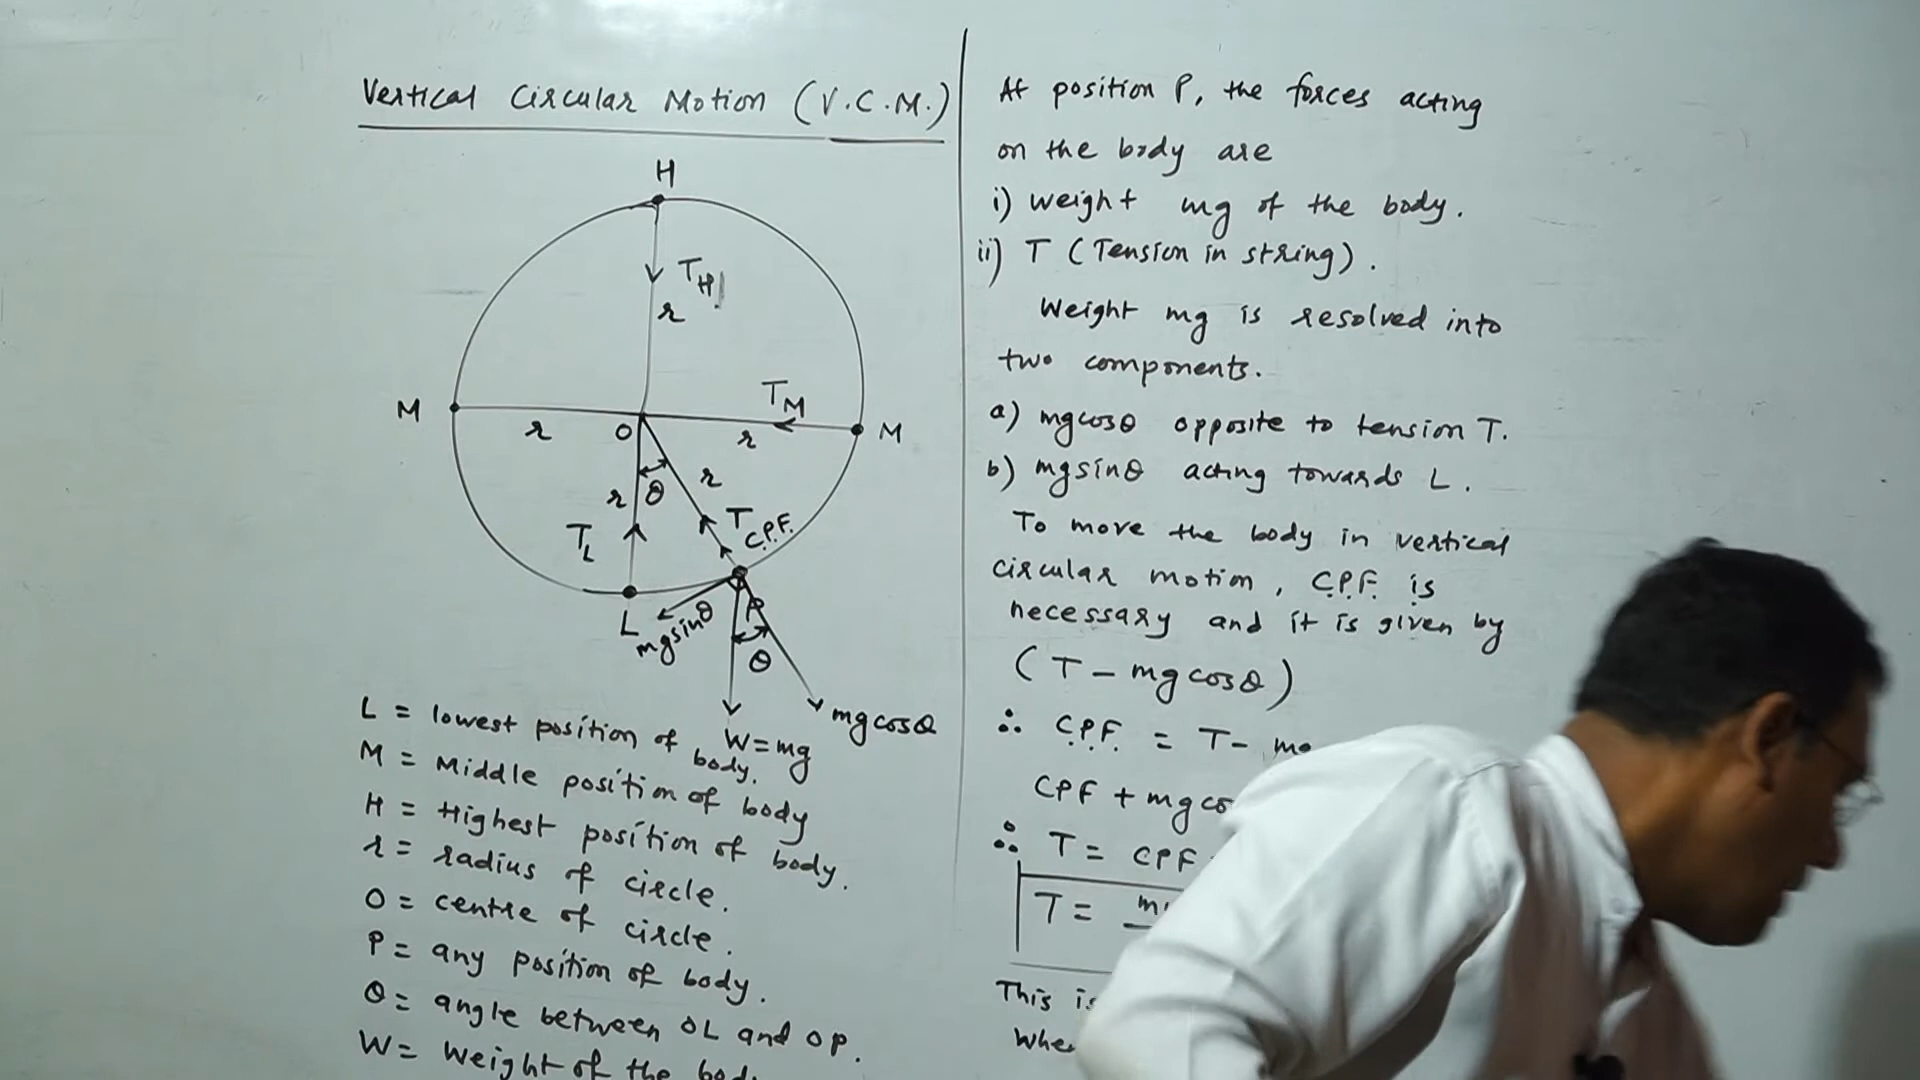 Vertical Circular Motion (V.C.M.)
H
T_H
r
M
T_M
M
r
O
r
r
θ
r
T
C.P.F.
T_L
L
mgsinθ
P
θ
mgcosθ
W=mg
L = lowest position of body.
M = Middle position of body
H = Highest position of body.
r = radius of circle.
O = centre of circle.
P = any position of body.
θ = angle between OL and OP.
W = Weight of the
At position P, the forces acting
on the body are
i) weight mg of the body.
ii) T (Tension in string).
Weight mg is resolved into
two components.
a) mgcosθ opposite to tension T.
b) mgsinθ acting towards L.
To move the body in vertical
circular motion, C.P.F. is
necessary and it is given by
(T - mg cosθ)
∴ C.P.F. = T-
CPF + mg
∴ T = CPF
T =
This is